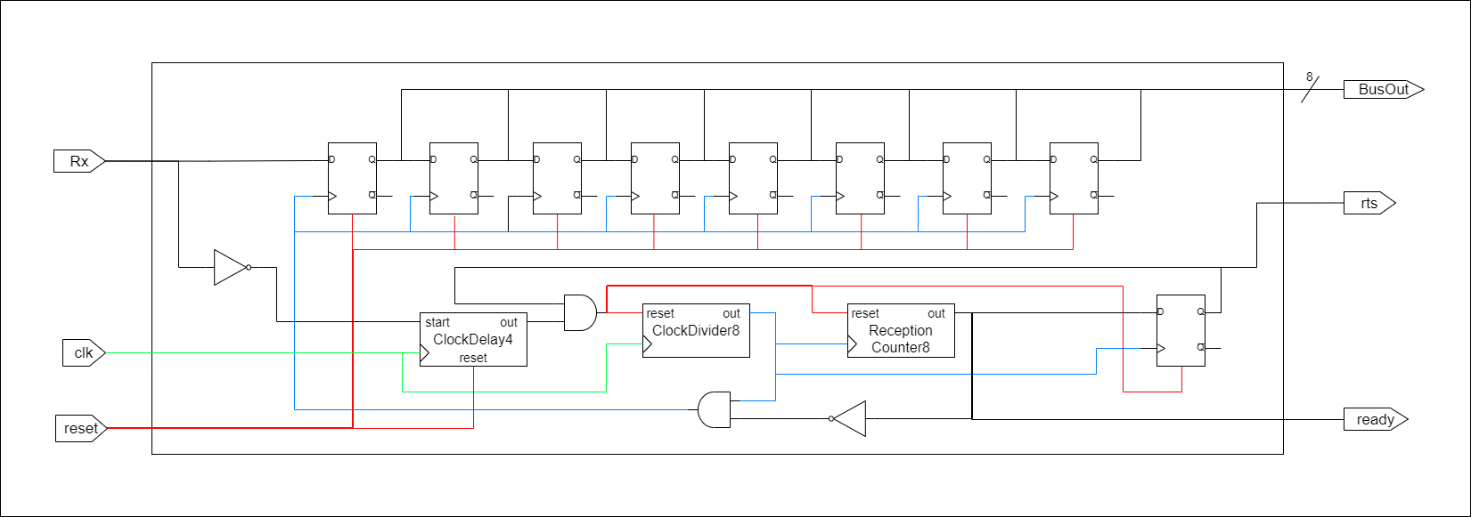 8
BusOut
D Q D Q D Q D Q D Q D Q D Q D Q
Rx
Q Q Q Q Q Q Q Q
rts
reset out
reset out
D Q
start out
ClockDivider8
Reception
ClockDelay4
Counter8
Q
clk
reset
ready
reset